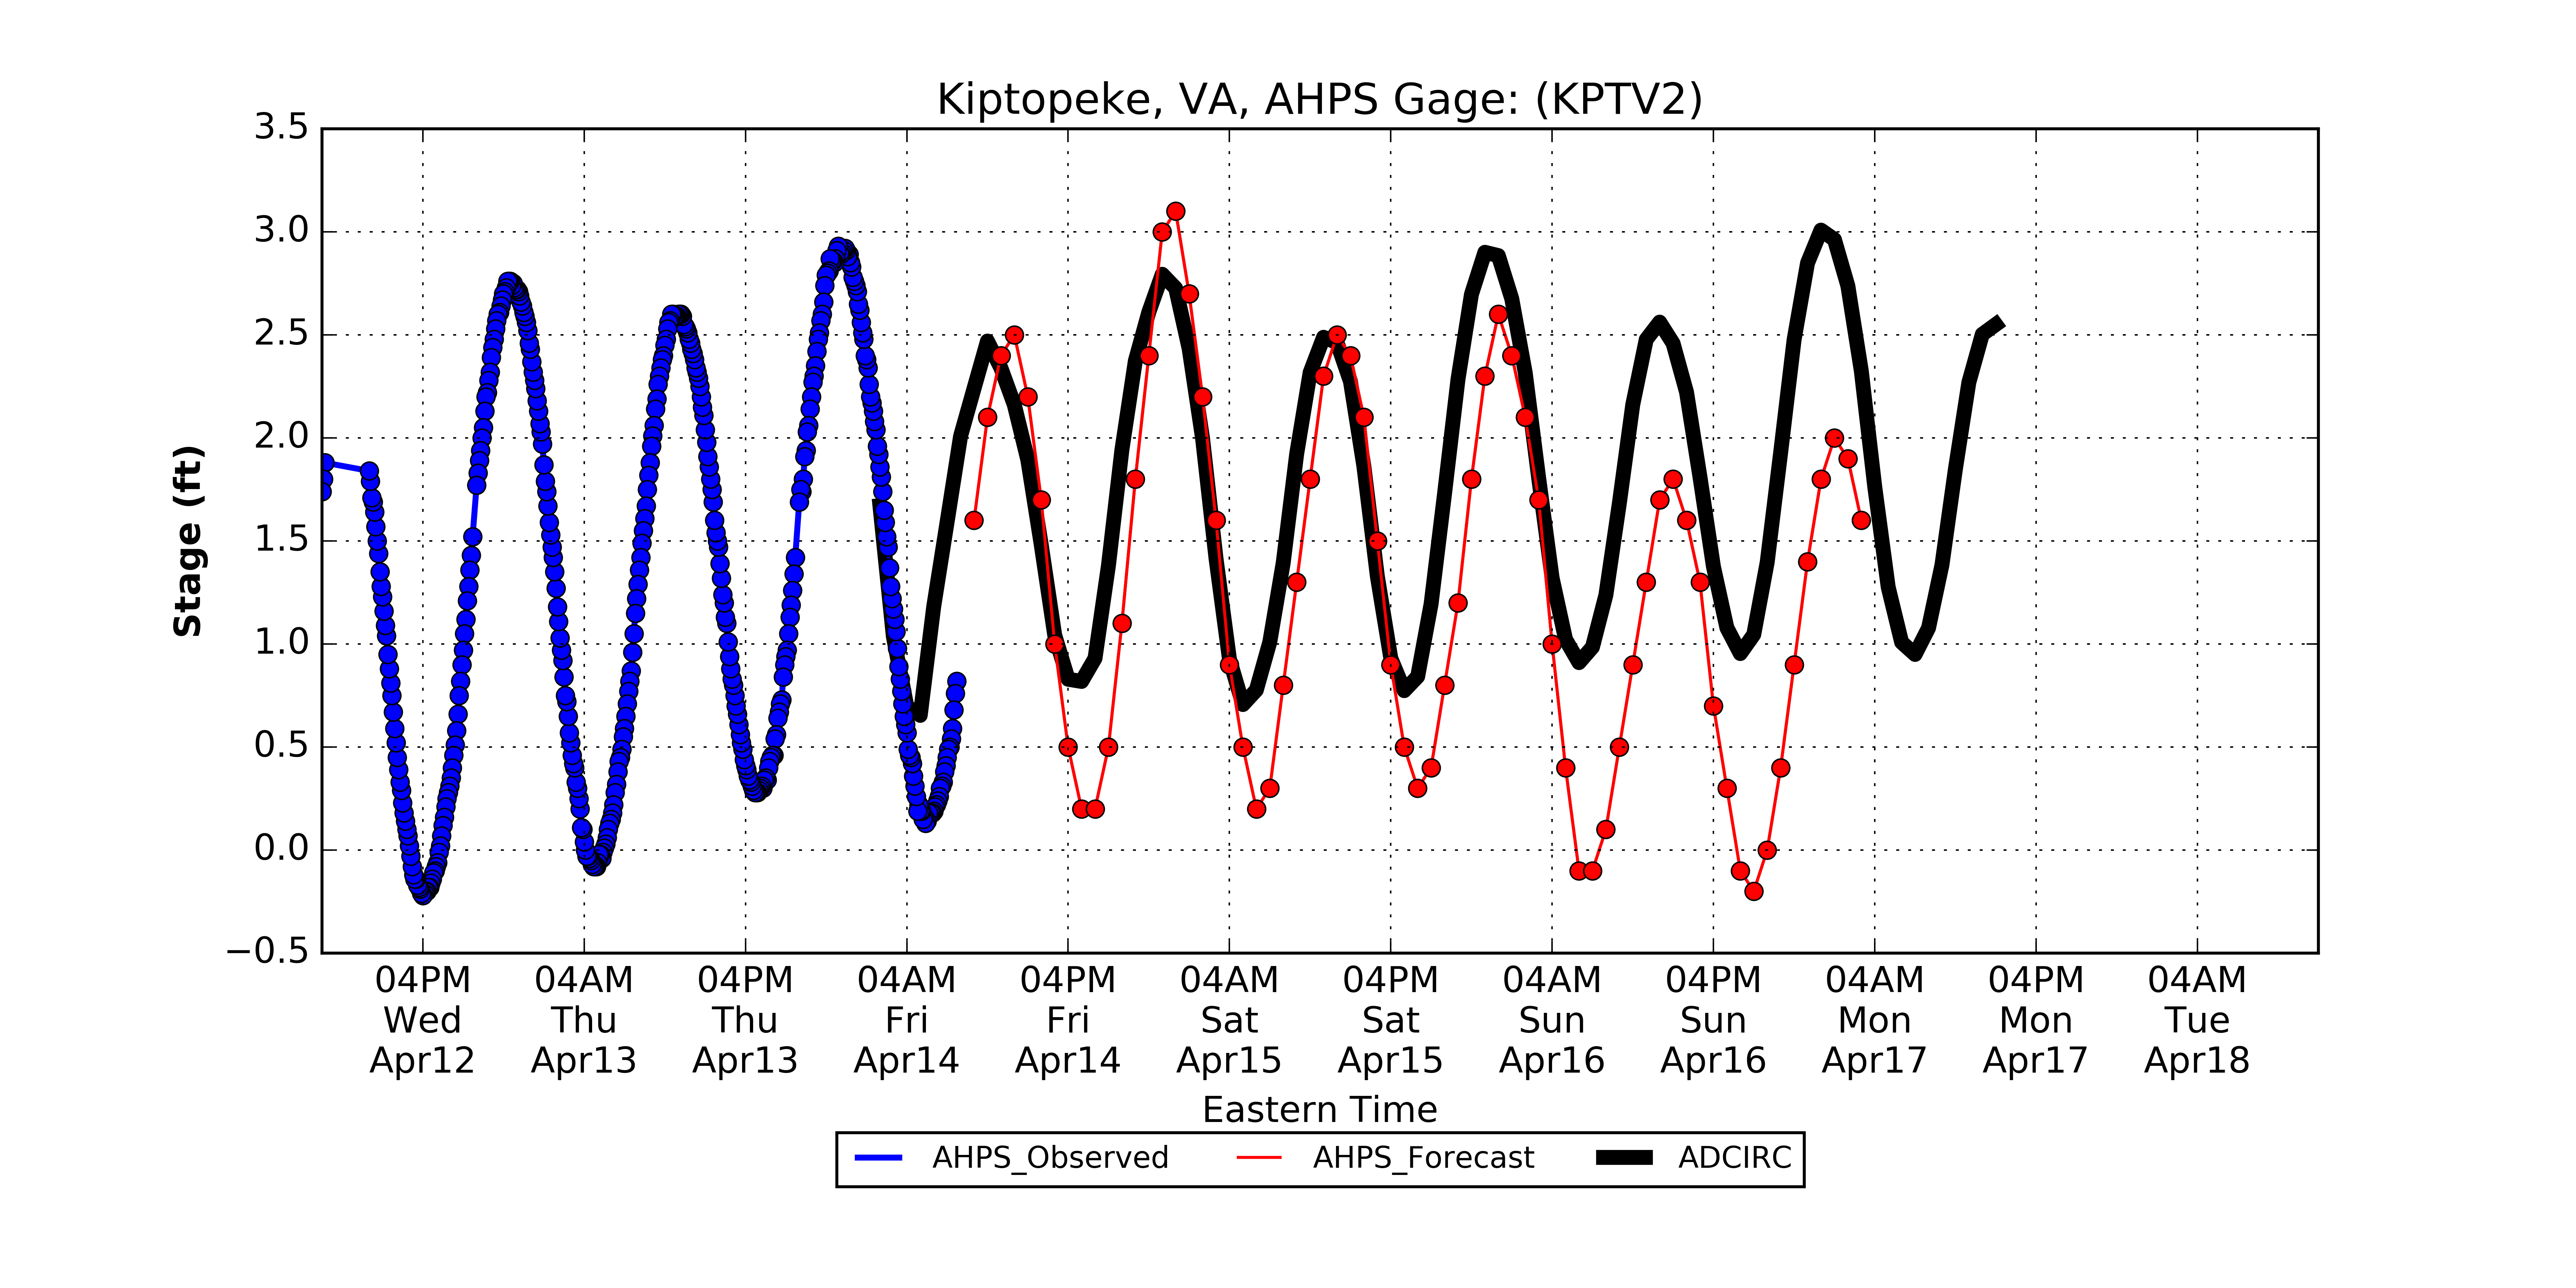 Kiptopeke, VA, AHPS Gage: (KPTV2)
3.5
3.0
2.5
2.0
1.5
1.0
0.5
0.0
−0.5
Stage (ft)
04PM 04AM 04PM 04AM 04PM 04AM 04PM 04AM 04PM 04AM 04PM 04AM
Wed Thu Thu Fri Fri Sat Sat Sun Sun Mon Mon Tue
Apr12 Apr13 Apr13 Apr14 Apr14 Apr15 Apr15 Apr16 Apr16 Apr17 Apr17 Apr18
Eastern Time
AHPS_Observed AHPS_Forecast ADCIRC